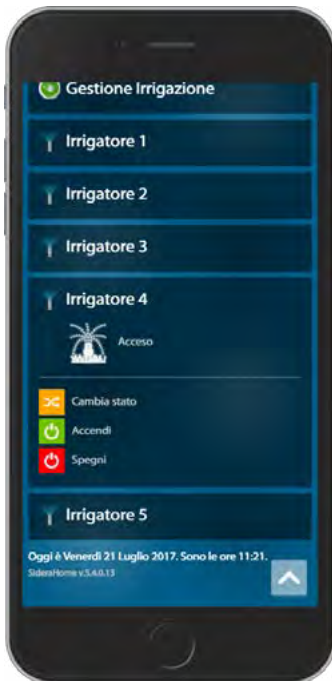 Gestione Irrigazione
Irrigatore 1
Irrigatore 2
Irrigatore 3
Irrigatore 4
Acceso
Cambia stato
Accendi
Spegni
Irrigatore 5
Oggi è Venerdì 21 Luglio 2017. Sono le ore 11:21.
SideraHome v.5.4.0.13